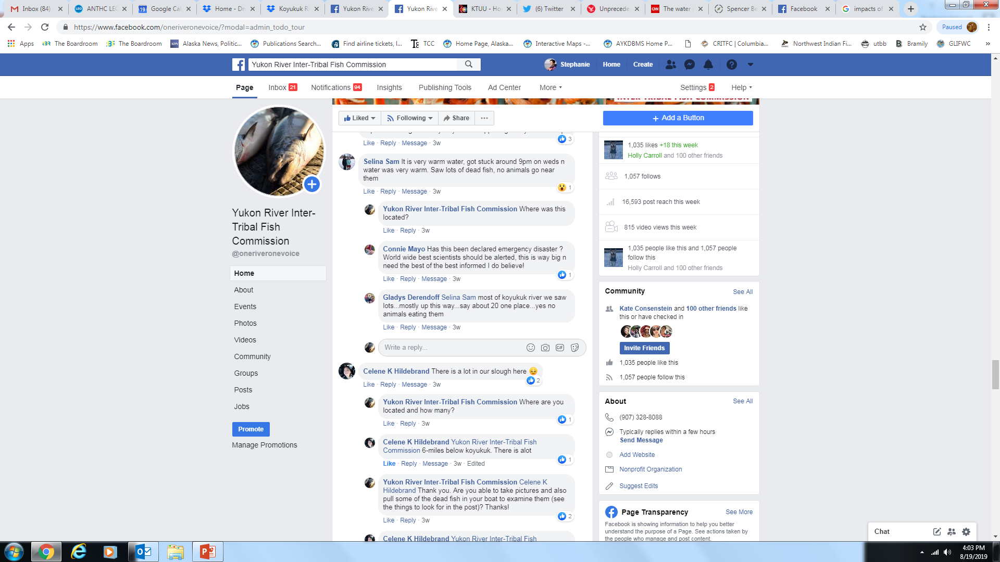 Inbox (84)
ANTHC LEO
Google Cal
Home - Dr
Koyukuk R
Yukon Rive
Yukon Rive
KTUU - Ho
(6) Twitter
Unprecede
The water
Spencer Be
Facebook
impacts of
https://www.facebook.com/oneriveronevoice/?modal=admin_todo_tour
Paused
Apps
The Boardroom
The Boardroom
Alaska News, Politic...
Publications Search...
Find airline tickets, l...
TCC
Home Page, Alaska...
Interactive Maps -...
AYKDBMS Home P...
CRITFC | Columbia...
Northwest Indian Fi...
utbb
Bramily
GLIFWC
»
Yukon River Inter-Tribal Fish Commission
Stephanie
Home
Create
Page
Inbox 21
Notifications 94
Insights
Publishing Tools
Ad Center
More
Settings 2
Help
INTER-TRIBAL FISH COMMISSION
Liked
Following
Share
...
+ Add a Button
Yukon River Inter-
Tribal Fish
Commission
@oneriveronevoice
Home
About
Events
Photos
Videos
Community
Groups
Posts
Jobs
Promote
Manage Promotions
Like · Reply · Message · 3w
3
Selina Sam It is very warm water, got stuck around 9pm on weds n
water was very warm. Saw lots of dead fish, no animals go near
them
1
Like · Reply · Message · 3w
Yukon River Inter-Tribal Fish Commission Where was this
located?
Like · Reply · 3w
Connie Mayo Has this been declared emergency disaster ?
World wide best scientists should be alerted, this is way big n
need the best of the best informed I do believe!
1
Like · Reply · Message · 3w
Gladys Derendoff Selina Sam most of koyukuk river we saw
lots...mostly up this way...say about 20 one place...yes no
animals eating them
Like · Reply · Message · 3w
Write a reply...
GIF
Celene K Hildebrand There is a lot in our slough here
2
Like · Reply · Message · 3w
Yukon River Inter-Tribal Fish Commission Where are you
located and how many?
1
Like · Reply · 3w
Celene K Hildebrand Yukon River Inter-Tribal Fish
Commission 6-miles below koyukuk. There is alot
1
Like · Reply · Message · 3w · Edited
Yukon River Inter-Tribal Fish Commission Celene K
Hildebrand Thank you. Are you able to take pictures and also
pull some of the dead fish in your boat to examine them (see
the things to look for in the post)? Thanks!
2
Like · Reply · 3w
Celene K Hildebrand Yukon River Inter-Tribal Fish
1,035 likes +18 this week
Holly Carroll and 100 other friends
1,057 follows
16,593 post reach this week
815 video views this week
1,035 people like this and 1,057 people
follow this
Holly Carroll and 100 other friends
Community
See All
Kate Consenstein and 100 other friends like
this or have checked in
Invite Friends
1,035 people like this
1,057 people follow this
About
See All
(907) 328-8088
Typically replies within a few hours
Send Message
Add Website
Nonprofit Organization
Suggest Edits
Page Transparency
See More
Facebook is showing information to help you better
understand the purpose of a Page. See actions taken by
the people who manage and post content.
Chat
4:03 PM
8/19/2019